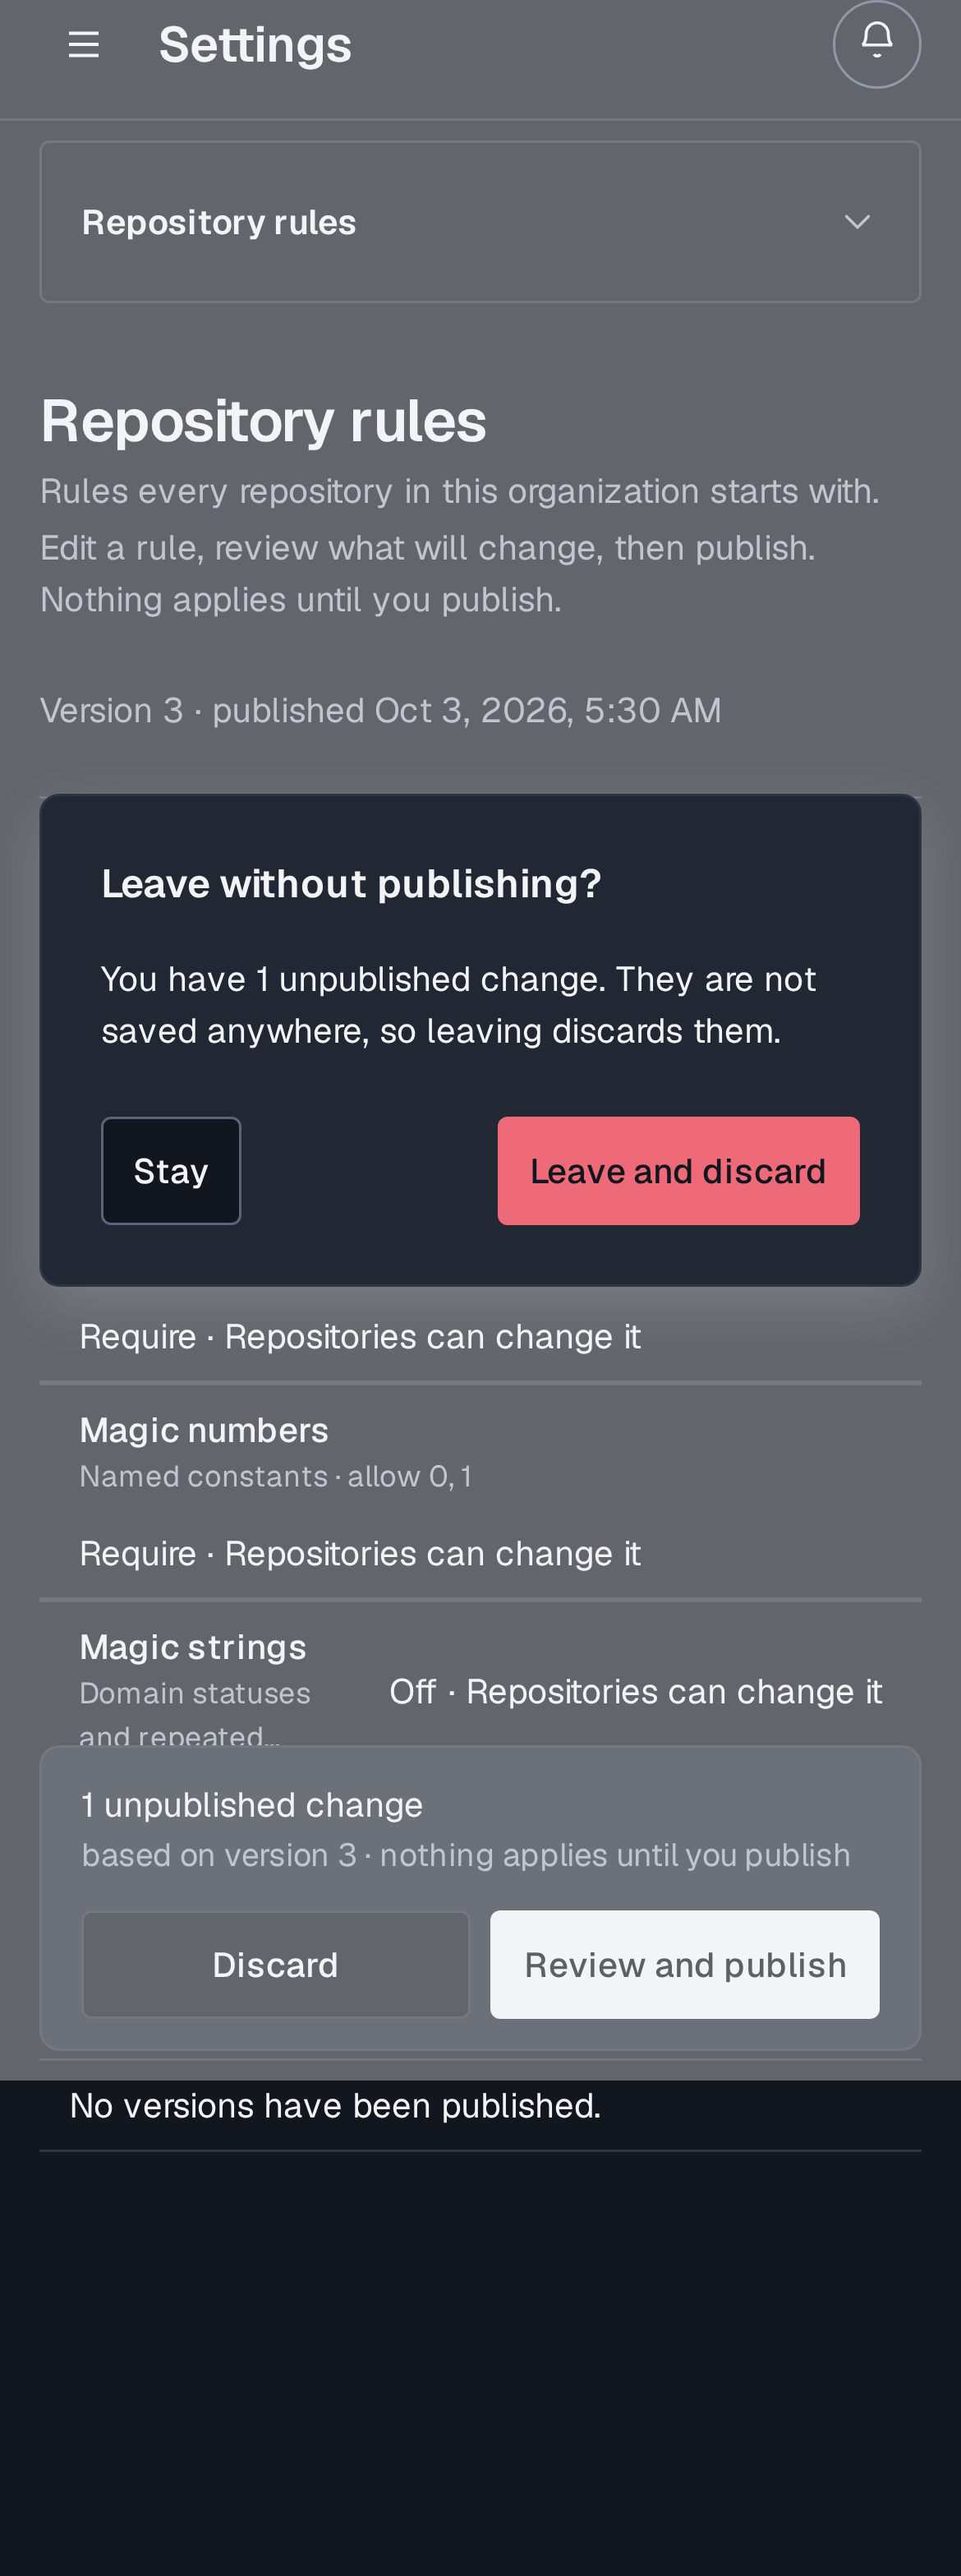 Settings
Repository rules
Repository rules
Rules every repository in this organization starts with.
Edit a rule, review what will change, then publish.
Nothing applies until you publish.
Version 3 · published Oct 3, 2026, 5:30 AM
Leave without publishing?
You have 1 unpublished change. They are not
saved anywhere, so leaving discards them.
Stay
Leave and discard
Require · Repositories can change it
Magic numbers
Named constants · allow 0, 1
Require · Repositories can change it
Magic strings
Domain statuses
and repeated…
Off · Repositories can change it
1 unpublished change
based on version 3 · nothing applies until you publish
Discard
Review and publish
No versions have been published.